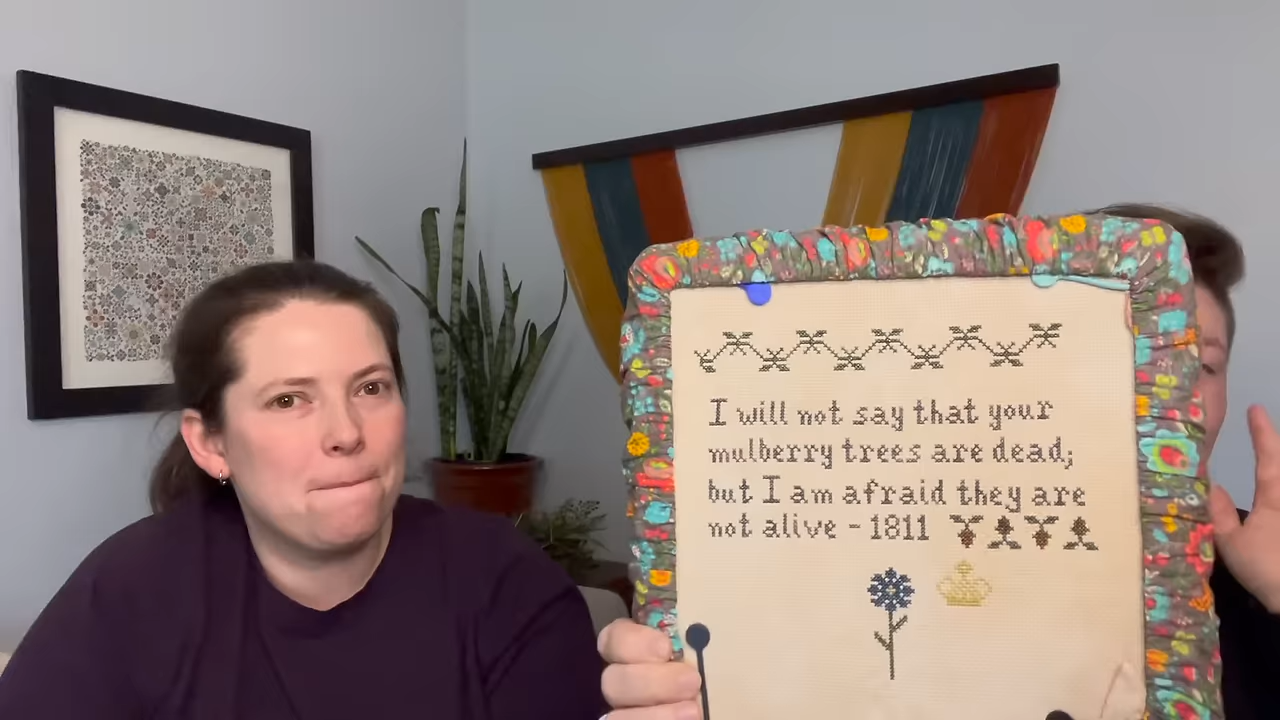 I will not say that your
mulberry trees are dead;
but I am afraid they are
not alive - 1811